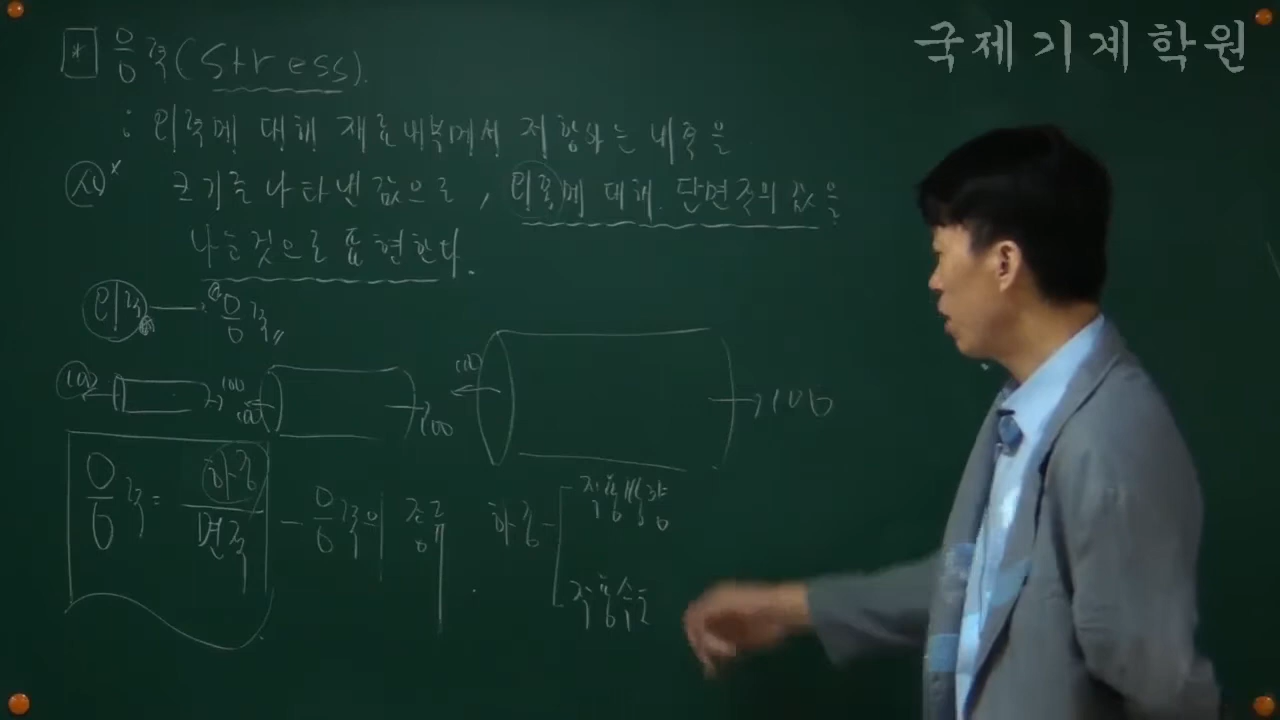 국제기계학원
* 응력(Stress).
: 외력에 대해 재료내부에서 저항하는 내력을
크기를 나타낸 값으로, 외력에 대해 단면적의 값을
나눈것으로 표현한다.
외력 응력
100 100 100 100 100
응력= 하중
면적
- 응력의 종류
하중
작용방향
작용수